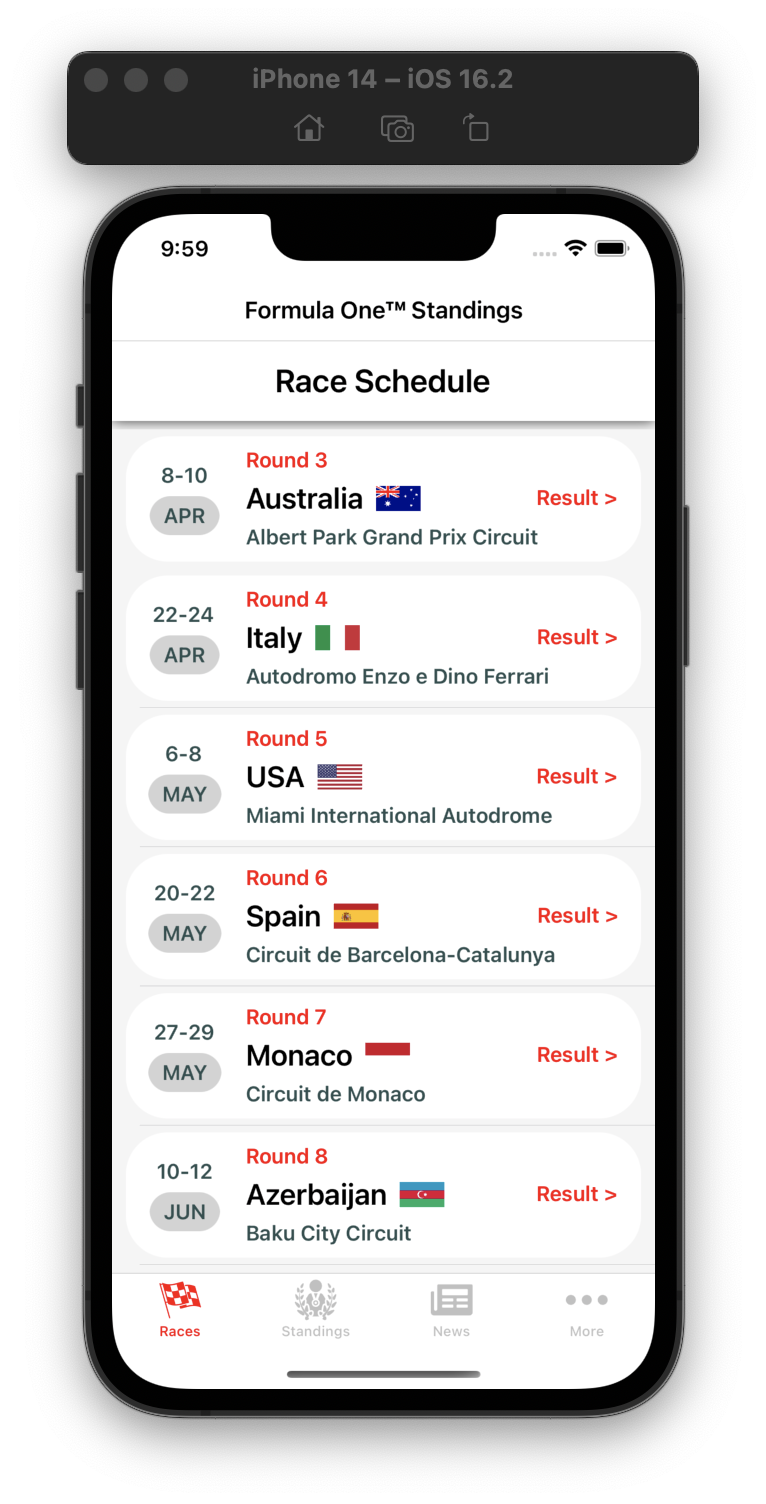 iPhone 14 – iOS 16.2
9:59
Formula One™ Standings
Race Schedule
Round 3
8-10
APR
Australia
Result >
Albert Park Grand Prix Circuit
Round 4
22-24
APR
Italy
Result >
Autodromo Enzo e Dino Ferrari
Round 5
6-8
MAY
USA
Result >
Miami International Autodrome
Round 6
20-22
MAY
Spain
Result >
Circuit de Barcelona-Catalunya
Round 7
27-29
MAY
Monaco
Result >
Circuit de Monaco
Round 8
10-12
JUN
Azerbaijan
Result >
Baku City Circuit
Races
Standings
News
More